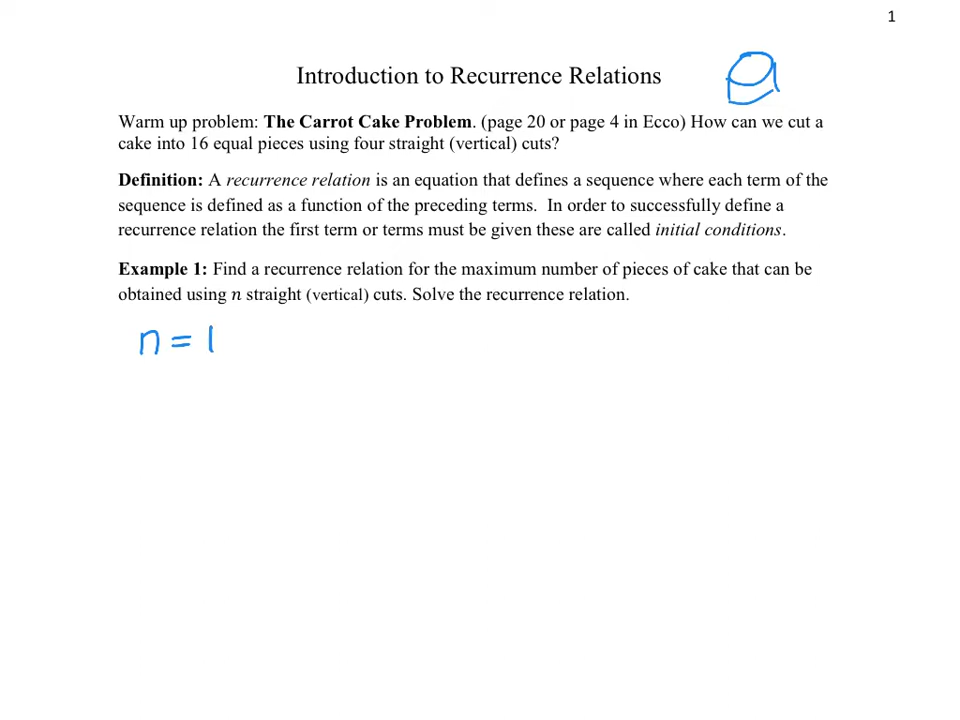 1
Introduction to Recurrence Relations
Warm up problem: The Carrot Cake Problem. (page 20 or page 4 in Ecco) How can we cut a
cake into 16 equal pieces using four straight (vertical) cuts?
Definition: A recurrence relation is an equation that defines a sequence where each term of the
sequence is defined as a function of the preceding terms. In order to successfully define a
recurrence relation the first term or terms must be given these are called initial conditions.
Example 1: Find a recurrence relation for the maximum number of pieces of cake that can be
obtained using n straight (vertical) cuts. Solve the recurrence relation.
n = 1